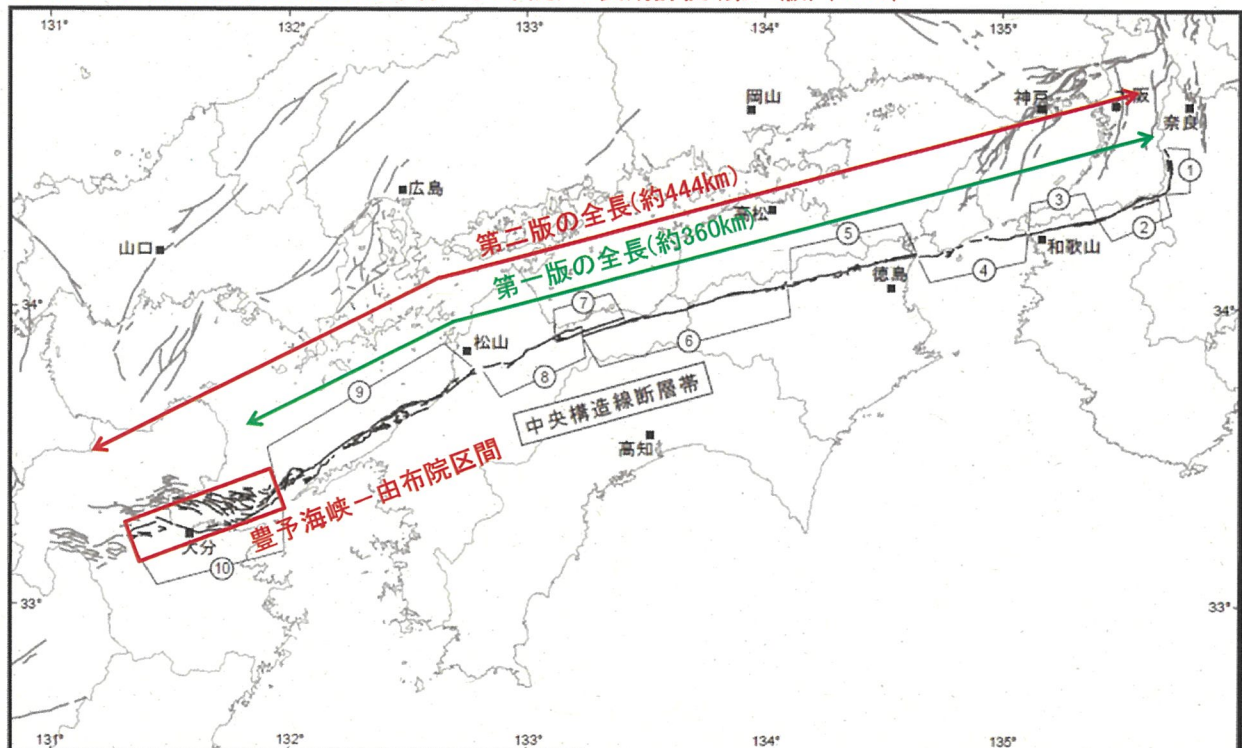 131°
132°
133°
134°
135°
岡山
神戸
奈良
①
広島
第二版の全長(約444km)
高松
③
②
山口
第一版の全長(約360km)
⑤
和歌山
④
徳島
34°
34°
⑦
松山
⑥
⑧
⑨
中央構造線断層帯
高知
豊予海峡－由布院区間
大分
⑩
33°
33°
131°
132°
133°
134°
135°